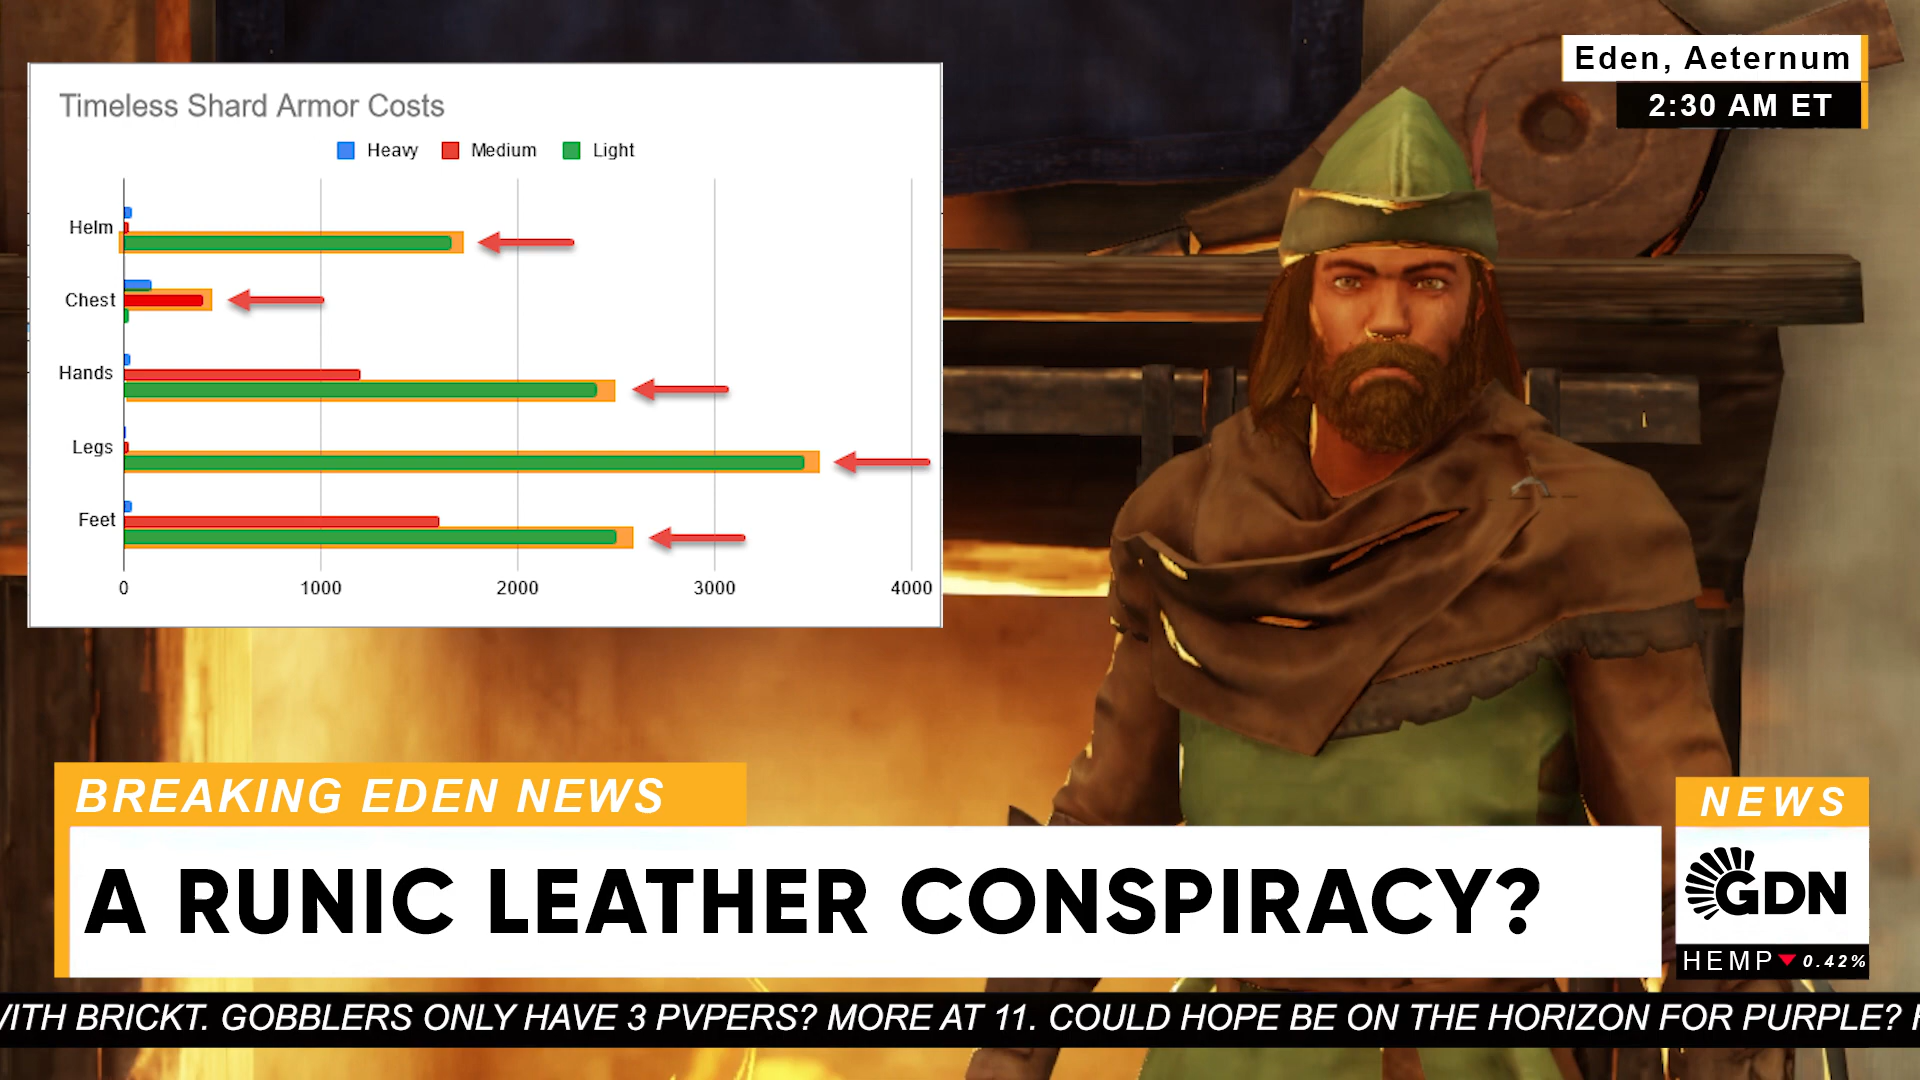 Timeless Shard Armor Costs
Heavy Medium Light
Helm
Chest
Hands
Legs
Feet
0 1000 2000 3000 4000
Eden, Aeternum
2:30 AM ET
BREAKING EDEN NEWS
A RUNIC LEATHER CONSPIRACY?
NEWS
GDN
HEMP 0.42%
WITH BRICKT. GOBBLERS ONLY HAVE 3 PVPERS? MORE AT 11. COULD HOPE BE ON THE HORIZON FOR PURPLE?